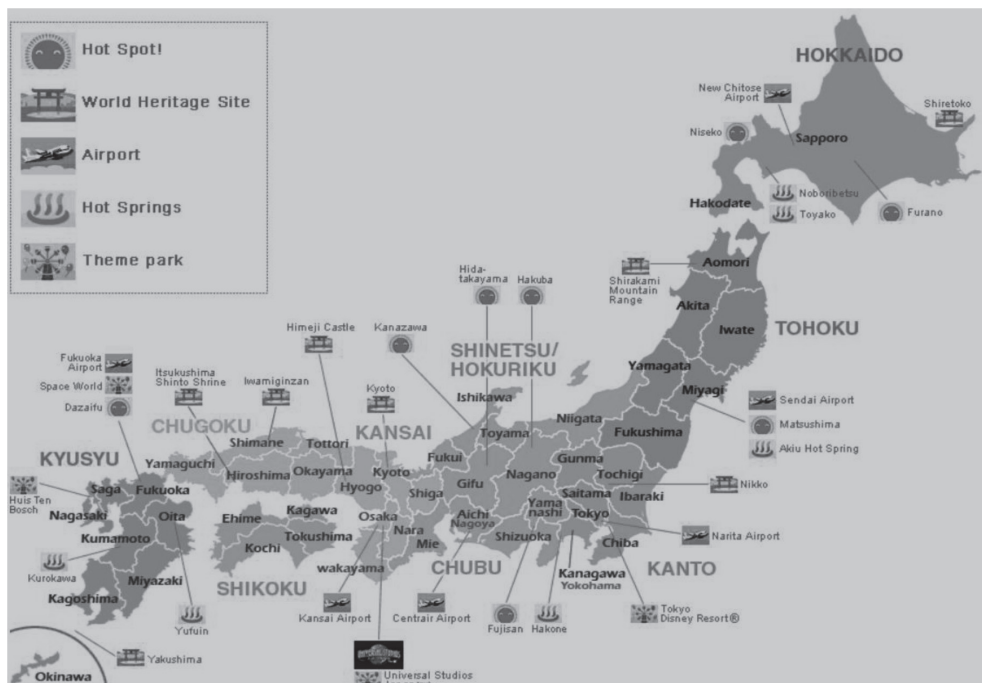 Hot Spot!
World Heritage Site
Airport
Hot Springs
Theme park
HOKKAIDO
New Chitose
Airport
Shiretoko
Niseko
Sapporo
Noboribetsu
Toyako
Furano
Hakodate
Aomori
Shirakami
Mountain
Range
Akita
Iwate
TOHOKU
Yamagata
Miyagi
Sendai Airport
Matsushima
Akiu Hot Spring
Fukushima
Hida-
takayama
Hakuba
Himeji Castle
Kanazawa
SHINETSU/
HOKURIKU
Ishikawa
Niigata
Toyama
Fukuoka
Airport
Space World
Dazaifu
Itsukushima
Shinto Shrine
Iwamiginzan
Kyoto
CHUGOKU
KANSAI
Shimane
Tottori
Yamaguchi
Hiroshima
Okayama
Hyogo
Kyoto
Fukui
Gifu
Nagano
Gunma
Tochigi
Nikko
Saitama
Ibaraki
KYUSYU
Huis Ten
Bosch
Saga
Fukuoka
Nagasaki
Oita
Kumamoto
Kurokawa
Miyazaki
Kagoshima
Yufuin
Yakushima
Okinawa
Ehime
Kagawa
Kochi
Tokushima
SHIKOKU
Shiga
Osaka
Nara
Mie
wakayama
Aichi
Nagoya
Shizuoka
Yama
nashi
Tokyo
Chiba
Narita Airport
CHUBU
KANTO
Kanagawa
Yokohama
Kansai Airport
Centrair Airport
Fujisan
Hakone
Tokyo
Disney Resort®
Universal Studios